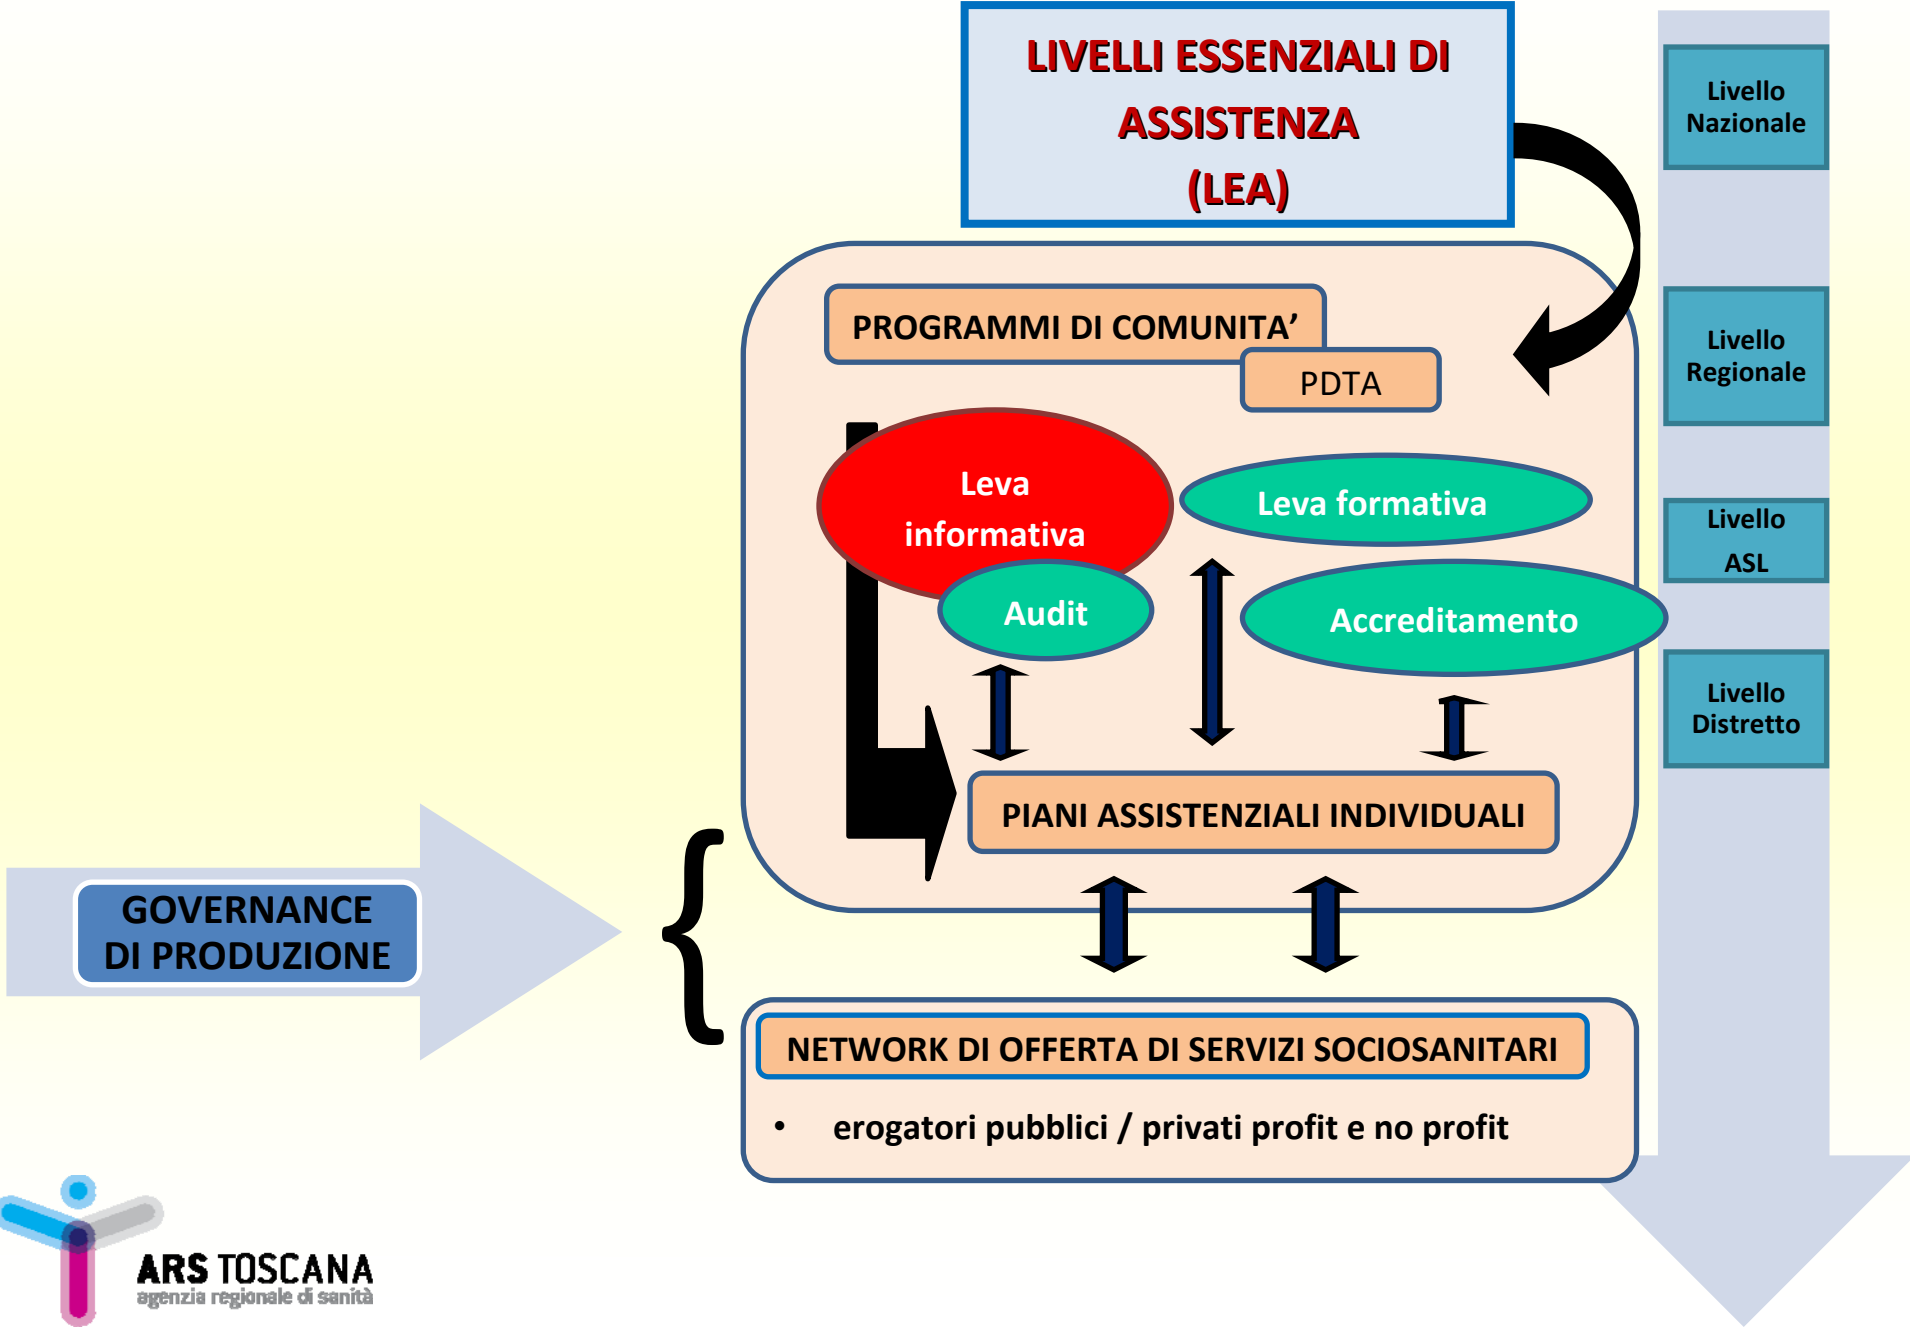 LIVELLI ESSENZIALI DI
ASSISTENZA
(LEA)
Livello
Nazionale
PROGRAMMI DI COMUNITA’
PDTA
Livello
Regionale
Leva
informativa
Leva formativa
Livello
ASL
Audit
Accreditamento
Livello
Distretto
PIANI ASSISTENZIALI INDIVIDUALI
GOVERNANCE
DI PRODUZIONE
{
NETWORK DI OFFERTA DI SERVIZI SOCIOSANITARI
• erogatori pubblici / privati profit e no profit
ARS TOSCANA
agenzia regionale di sanità